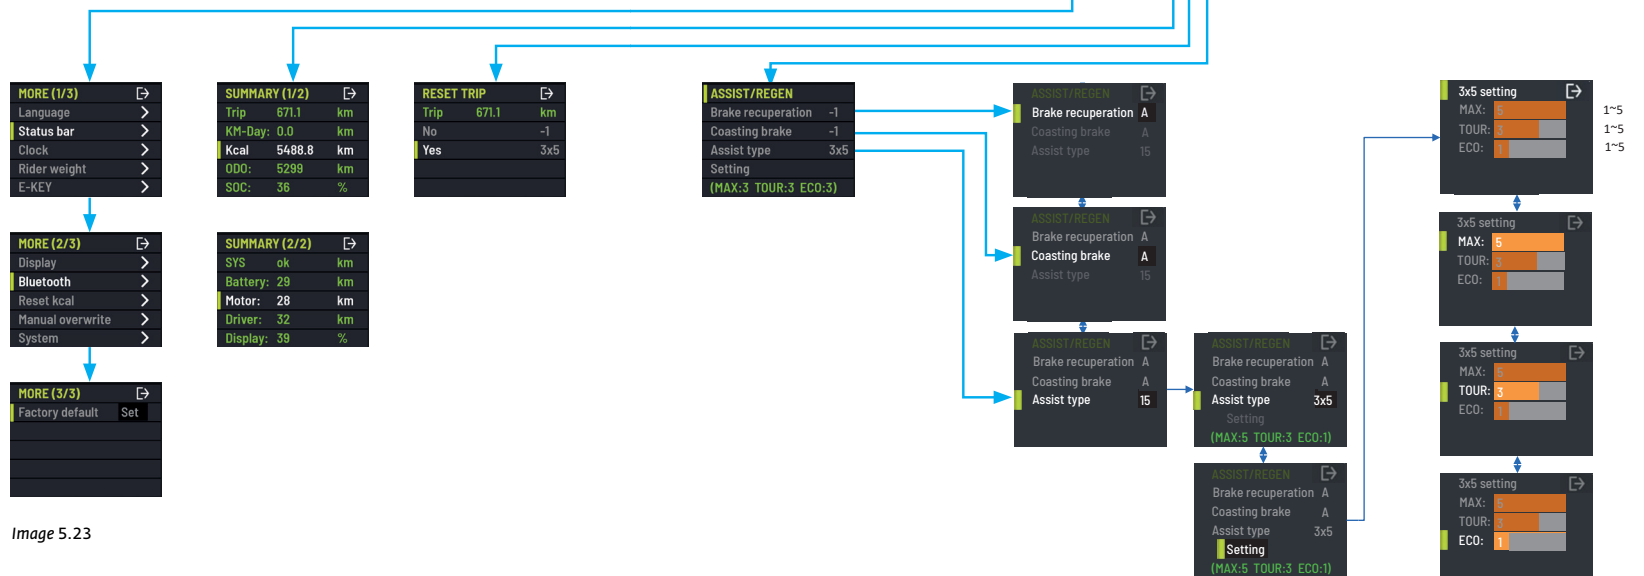 MORE (1/3)
Language
Status bar
Clock
Rider weight
E-KEY
MORE (2/3)
Display
Bluetooth
Reset kcal
Manual overwrite
System
MORE (3/3)
Factory default Set
Image 5.23
SUMMARY (1/2)
Trip 671.1 km
KM-Day: 0.0 km
Kcal 5488.8 km
ODO: 5299 km
SOC: 36 %
SUMMARY (2/2)
SYS ok km
Battery: 29 km
Motor: 28 km
Driver: 32 km
Display: 39 %
RESET TRIP
Trip 671.1 km
No -1
Yes 3x5
ASSIST/REGEN
Brake recuperation -1
Coasting brake -1
Assist type 3x5
Setting
(MAX:3 TOUR:3 ECO:3)
ASSIST/REGEN
Brake recuperation A
Coasting brake A
Assist type 15
ASSIST/REGEN
Brake recuperation A
Coasting brake A
Assist type 15
ASSIST/REGEN
Brake recuperation A
Coasting brake A
Assist type 15
ASSIST/REGEN
Brake recuperation A
Coasting brake A
Assist type 3x5
Setting
(MAX:5 TOUR:3 ECO:1)
ASSIST/REGEN
Brake recuperation A
Coasting brake A
Assist type 3x5
Setting
(MAX:5 TOUR:3 ECO:1)
3x5 setting
MAX: 5 1~5
TOUR: 3 1~5
ECO: 1 1~5
3x5 setting
MAX: 5
TOUR: 3
ECO: 1
3x5 setting
MAX: 5
TOUR: 3
ECO: 1
3x5 setting
MAX: 5
TOUR: 3
ECO: 1